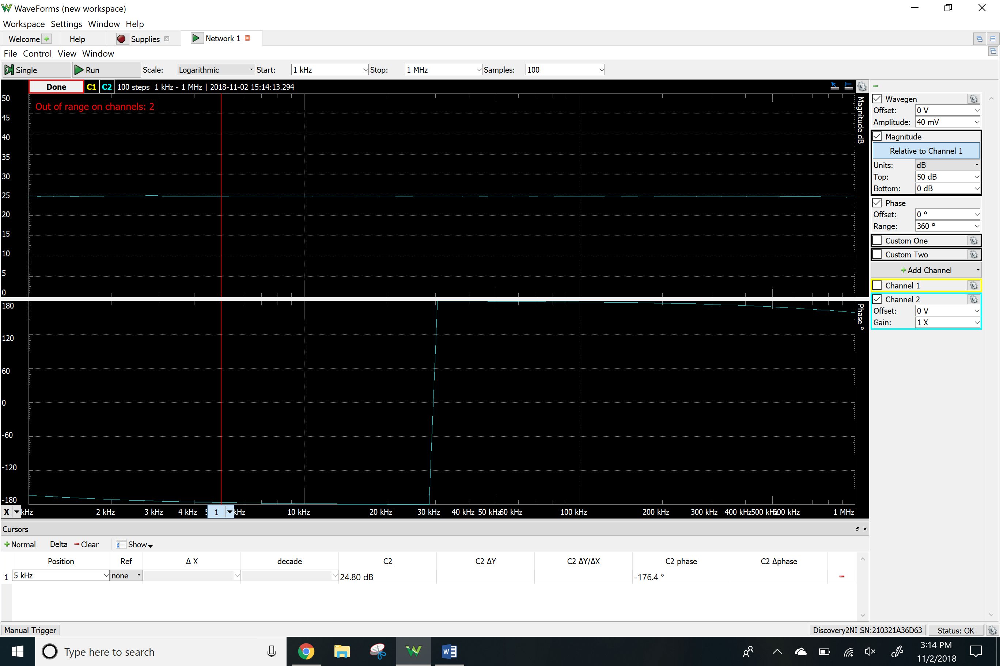 WaveForms (new workspace)
Workspace Settings Window Help
Welcome Help Supplies Network 1
File Control View Window
Single Run Scale: Logarithmic Start: 1 kHz Stop: 1 MHz Samples: 100
Done C1 C2 100 steps 1 kHz - 1 MHz | 2018-11-02 15:14:13.294
Out of range on channels: 2
50
45
40
35
30
25
20
15
10
5
0
Magnitude dB
180
120
60
0
-60
-120
-180
Phase °
X kHz 2 kHz 3 kHz 4 kHz 5 1 kHz 10 kHz 20 kHz 30 kHz 40 kHz 50 kHz 60 kHz 100 kHz 200 kHz 300 kHz 400 kHz 500 kHz 600 kHz 1 MHz
Wavegen
Offset: 0 V
Amplitude: 40 mV
Magnitude
Relative to Channel 1
Units: dB
Top: 50 dB
Bottom: 0 dB
Phase
Offset: 0 °
Range: 360 °
Custom One
Custom Two
Add Channel
Channel 1
Channel 2
Offset: 0 V
Gain: 1 X
Cursors
Normal Delta Clear Show
Position Ref Δ X decade C2 C2 ΔY C2 ΔY/ΔX C2 phase C2 Δphase
1 5 kHz none 24.80 dB -176.4 °
Manual Trigger Discovery2NI SN:210321A36D63 Status: OK
Type here to search
3:14 PM
11/2/2018